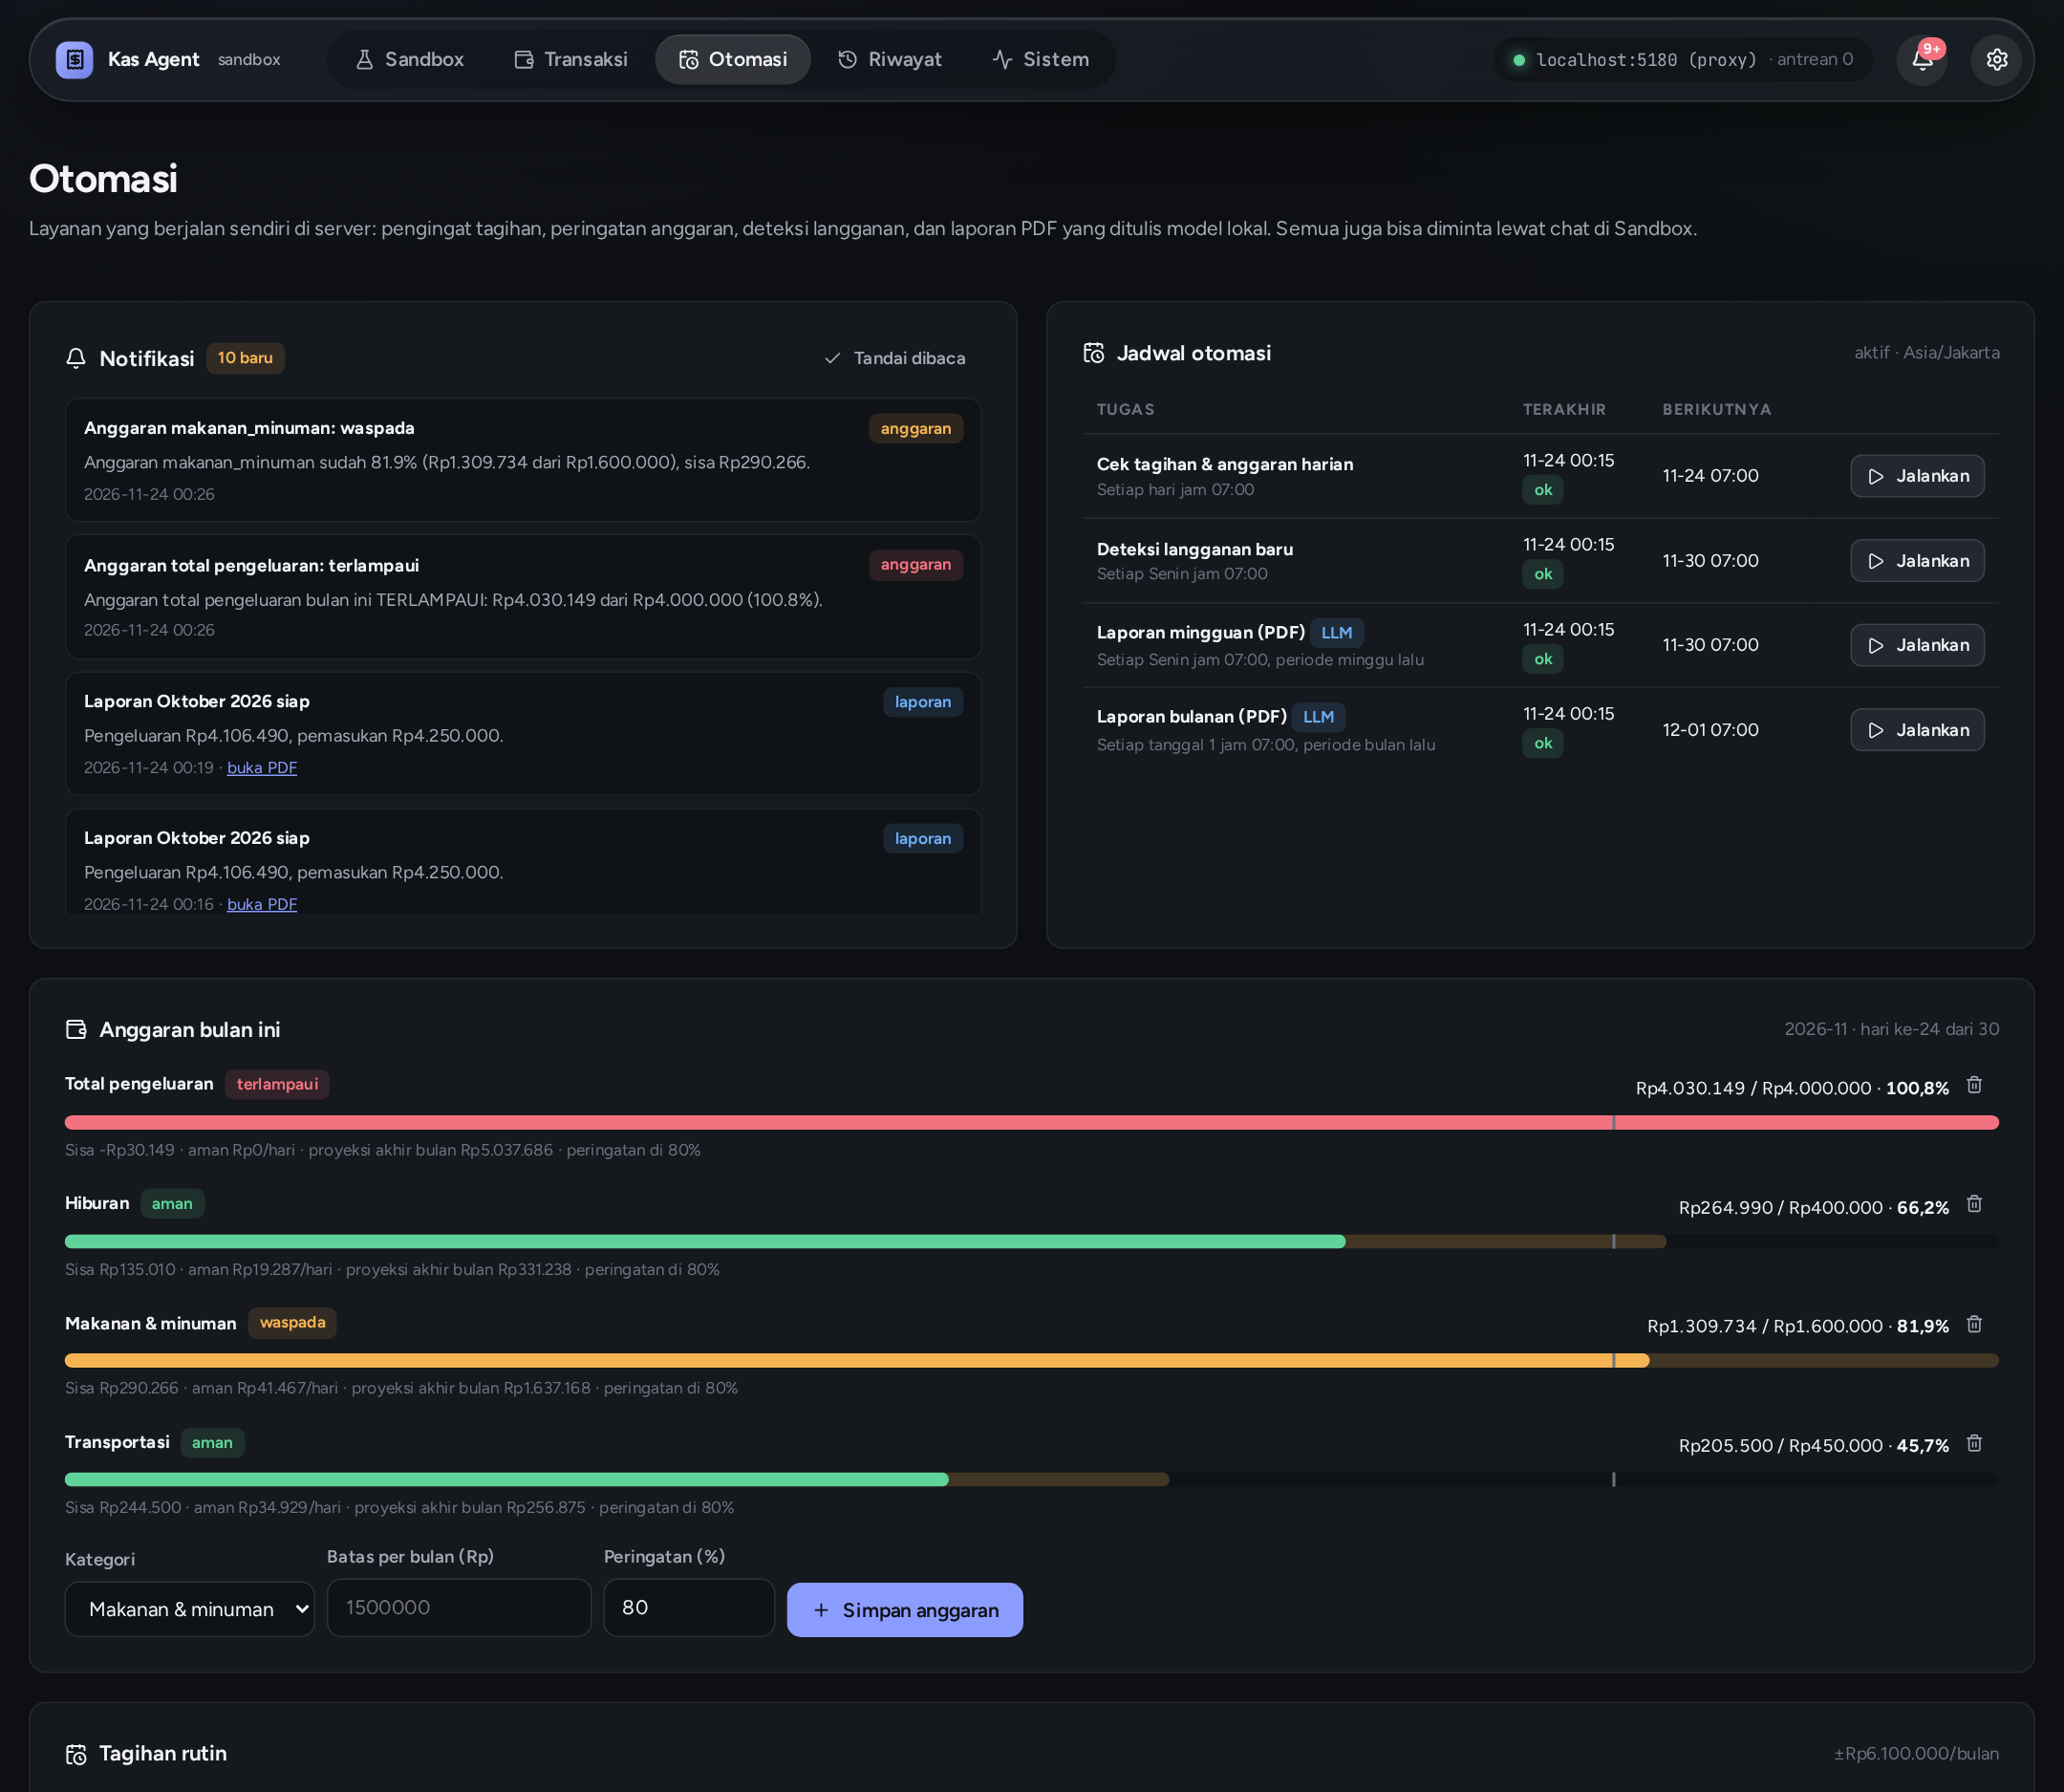 Kas Agent sandbox
Sandbox
Transaksi
Otomasi
Riwayat
Sistem
localhost:5180 (proxy) · antrean 0
9+
Otomasi
Layanan yang berjalan sendiri di server: pengingat tagihan, peringatan anggaran, deteksi langganan, dan laporan PDF yang ditulis model lokal. Semua juga bisa diminta lewat chat di Sandbox.
Notifikasi 10 baru
Tandai dibaca
Anggaran makanan_minuman: waspada anggaran
Anggaran makanan_minuman sudah 81.9% (Rp1.309.734 dari Rp1.600.000), sisa Rp290.266.
2026-11-24 00:26
Anggaran total pengeluaran: terlampaui anggaran
Anggaran total pengeluaran bulan ini TERLAMPAUI: Rp4.030.149 dari Rp4.000.000 (100.8%).
2026-11-24 00:26
Laporan Oktober 2026 siap laporan
Pengeluaran Rp4.106.490, pemasukan Rp4.250.000.
2026-11-24 00:19 · buka PDF
Laporan Oktober 2026 siap laporan
Pengeluaran Rp4.106.490, pemasukan Rp4.250.000.
2026-11-24 00:16 · buka PDF
Jadwal otomasi
aktif · Asia/Jakarta
TUGAS TERAKHIR BERIKUTNYA
Cek tagihan & anggaran harian
Setiap hari jam 07:00
11-24 00:15
ok
11-24 07:00
Jalankan
Deteksi langganan baru
Setiap Senin jam 07:00
11-24 00:15
ok
11-30 07:00
Jalankan
Laporan mingguan (PDF) LLM
Setiap Senin jam 07:00, periode minggu lalu
11-24 00:15
ok
11-30 07:00
Jalankan
Laporan bulanan (PDF) LLM
Setiap tanggal 1 jam 07:00, periode bulan lalu
11-24 00:15
ok
12-01 07:00
Jalankan
Anggaran bulan ini
2026-11 · hari ke-24 dari 30
Total pengeluaran terlampaui
Rp4.030.149 / Rp4.000.000 · 100,8%
Sisa -Rp30.149 · aman Rp0/hari · proyeksi akhir bulan Rp5.037.686 · peringatan di 80%
Hiburan aman
Rp264.990 / Rp400.000 · 66,2%
Sisa Rp135.010 · aman Rp19.287/hari · proyeksi akhir bulan Rp331.238 · peringatan di 80%
Makanan & minuman waspada
Rp1.309.734 / Rp1.600.000 · 81,9%
Sisa Rp290.266 · aman Rp41.467/hari · proyeksi akhir bulan Rp1.637.168 · peringatan di 80%
Transportasi aman
Rp205.500 / Rp450.000 · 45,7%
Sisa Rp244.500 · aman Rp34.929/hari · proyeksi akhir bulan Rp256.875 · peringatan di 80%
Kategori
Makanan & minuman
Batas per bulan (Rp)
1500000
Peringatan (%)
80
Simpan anggaran
Tagihan rutin
±Rp6.100.000/bulan